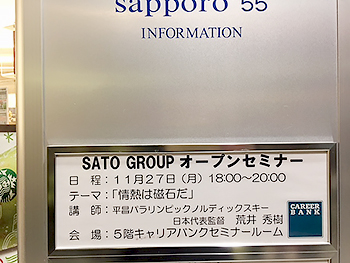 sapporo 55
INFORMATION
SATO GROUP オープンセミナー
日　程：11月27日（月）18:00～20:00
テーマ：「情熱は磁石だ」
講　師：平昌パラリンピックノルディックスキー
日本代表監督　荒井 秀樹
会　場：５階キャリアバンクセミナールーム
CAREER
BANK